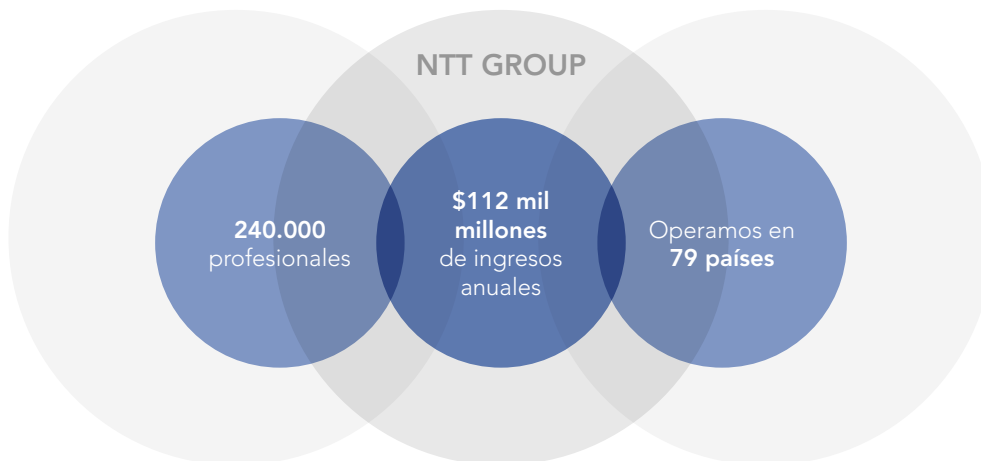 NTT GROUP
240.000
profesionales
$112 mil
millones
de ingresos
anuales
Operamos en
79 países